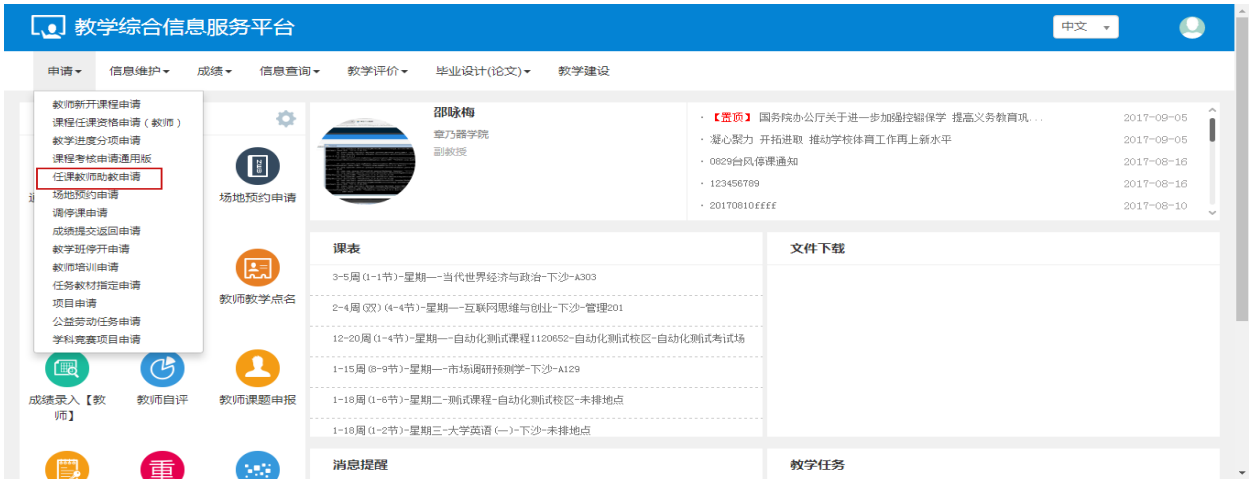 教学综合信息服务平台
中文
申请
信息维护
成绩
信息查询
教学评价
毕业设计(论文)
教学建设
教师新开课程申请
课程任课资格申请（教师）
教学进度分项申请
课程考核申请通用版
任课教师助教申请
场地预约申请
调停课申请
成绩提交返回申请
教学班停开申请
教师培训申请
任务教材指定申请
项目申请
公益劳动任务申请
学科竞赛项目申请
场地预约申请
教师教学点名
成绩录入【教师】
教师自评
教师课题申报
重
邵咏梅
章乃器学院
副教授
· 【置顶】 国务院办公厅关于进一步加强控辍保学 提高义务教育巩... 2017-09-05
· 凝心聚力 开拓进取 推动学校体育工作再上新水平 2017-09-05
· 0829台风停课通知 2017-08-16
· 123456789 2017-08-16
· 20170810ffff 2017-08-10
课表
3-5周(1-1节)-星期一-当代世界经济与政治-下沙-A303
2-4周(双)(4-4节)-星期一-互联网思维与创业-下沙-管理201
12-20周(1-4节)-星期一-自动化测试课程1120652-自动化测试校区-自动化测试考试场
1-15周(8-9节)-星期一-市场调研预测学-下沙-A129
1-18周(1-6节)-星期二-测试课程-自动化测试校区-未排地点
1-18周(1-2节)-星期三-大学英语(一)-下沙-未排地点
文件下载
消息提醒
教学任务